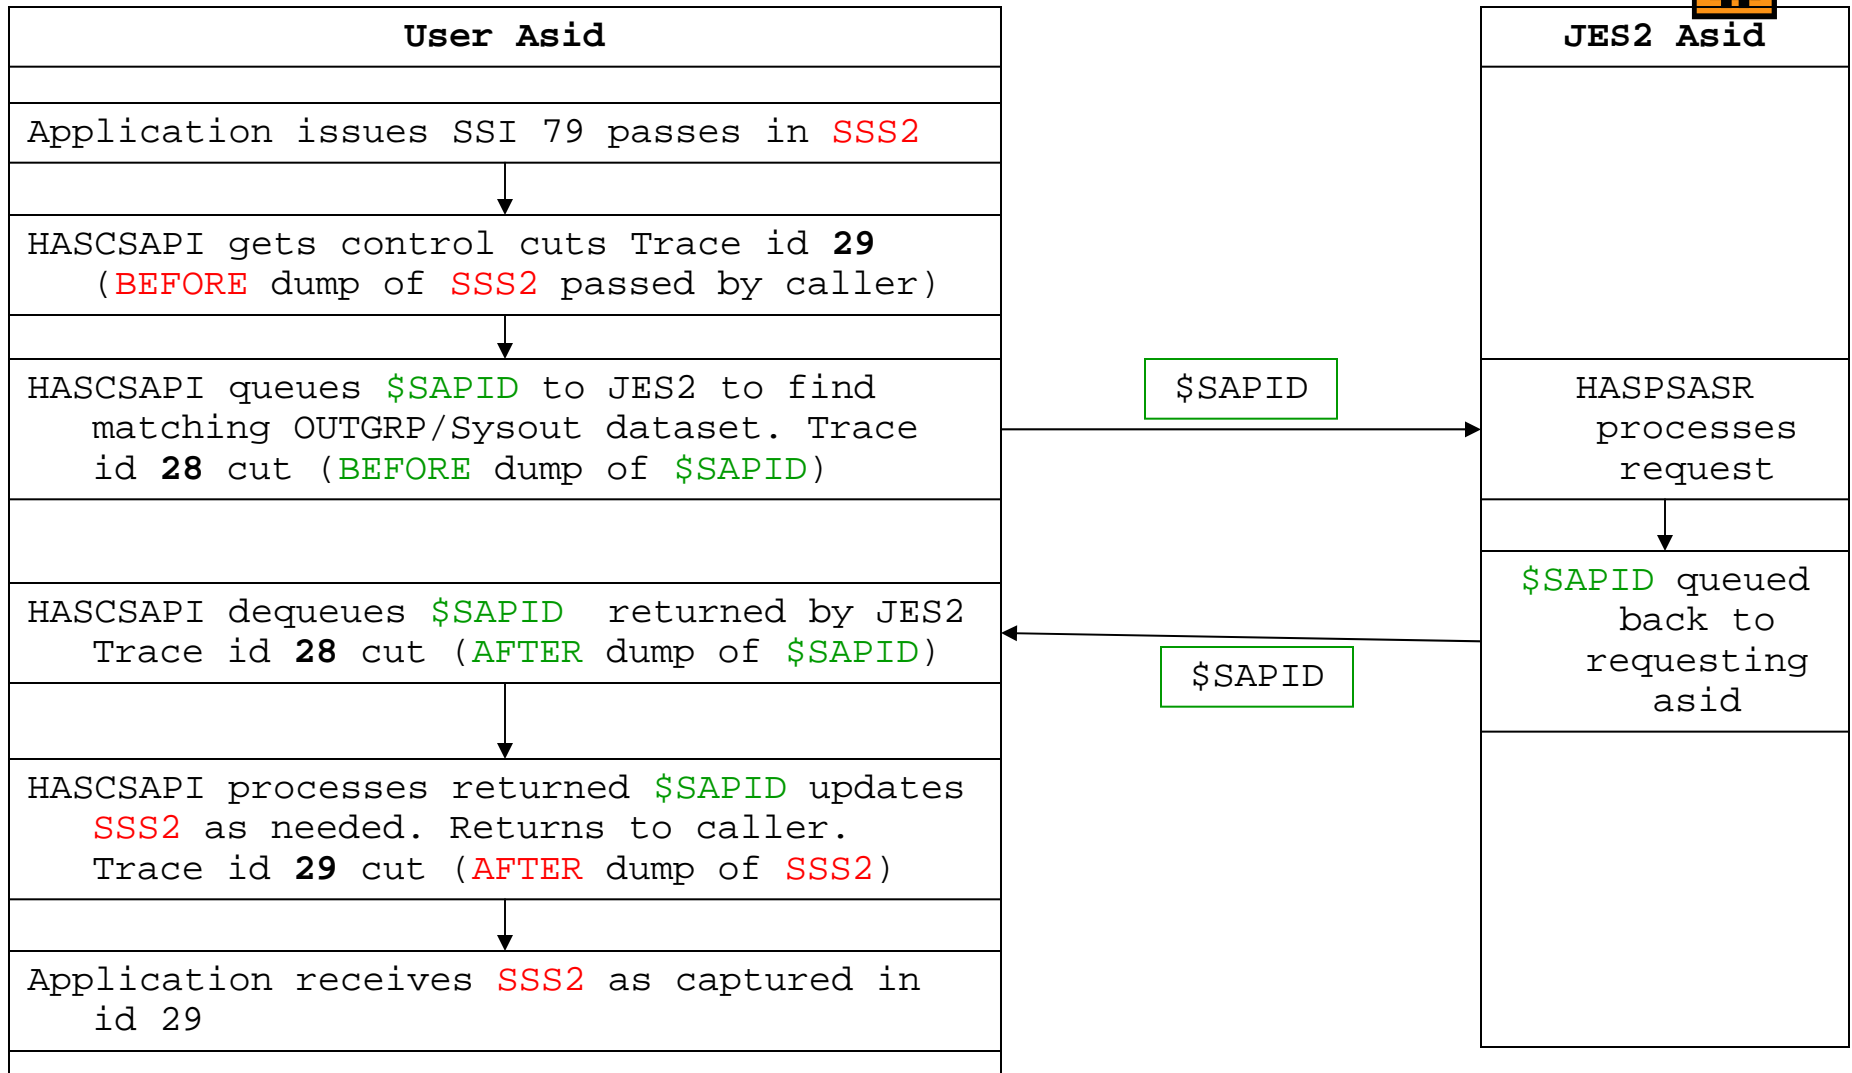 User Asid
Application issues SSI 79 passes in SSS2
HASCSAPI gets control cuts Trace id 29
(BEFORE dump of SSS2 passed by caller)
HASCSAPI queues $SAPID to JES2 to find
matching OUTGRP/Sysout dataset. Trace
id 28 cut (BEFORE dump of $SAPID)
HASCSAPI dequeues $SAPID returned by JES2
Trace id 28 cut (AFTER dump of $SAPID)
HASCSAPI processes returned $SAPID updates
SSS2 as needed. Returns to caller.
Trace id 29 cut (AFTER dump of SSS2)
Application receives SSS2 as captured in
id 29
$SAPID
$SAPID
JES2 Asid
HASPSASR
processes
request
$SAPID queued
back to
requesting
asid